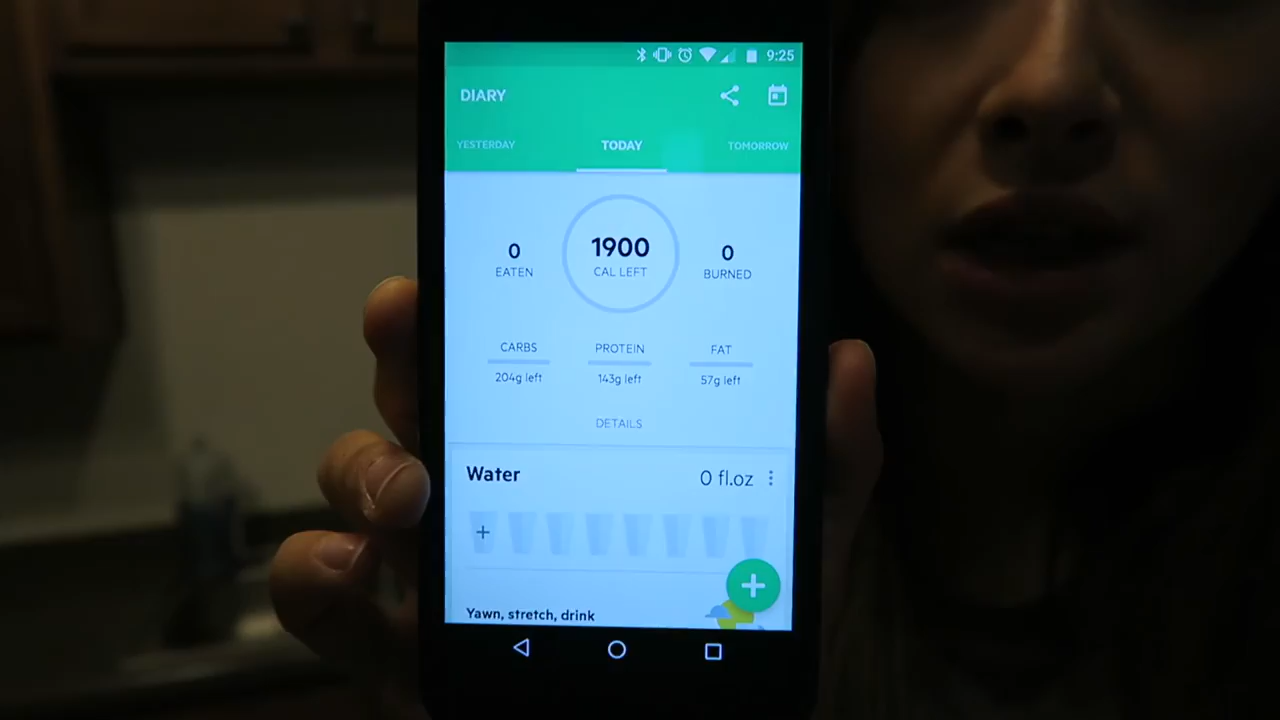 9:25
DIARY
YESTERDAY TODAY TOMORROW
0 EATEN
1900 CAL LEFT
0 BURNED
CARBS PROTEIN FAT
204g left 143g left 57g left
DETAILS
Water 0 fl.oz
+
+
Yawn, stretch, drink